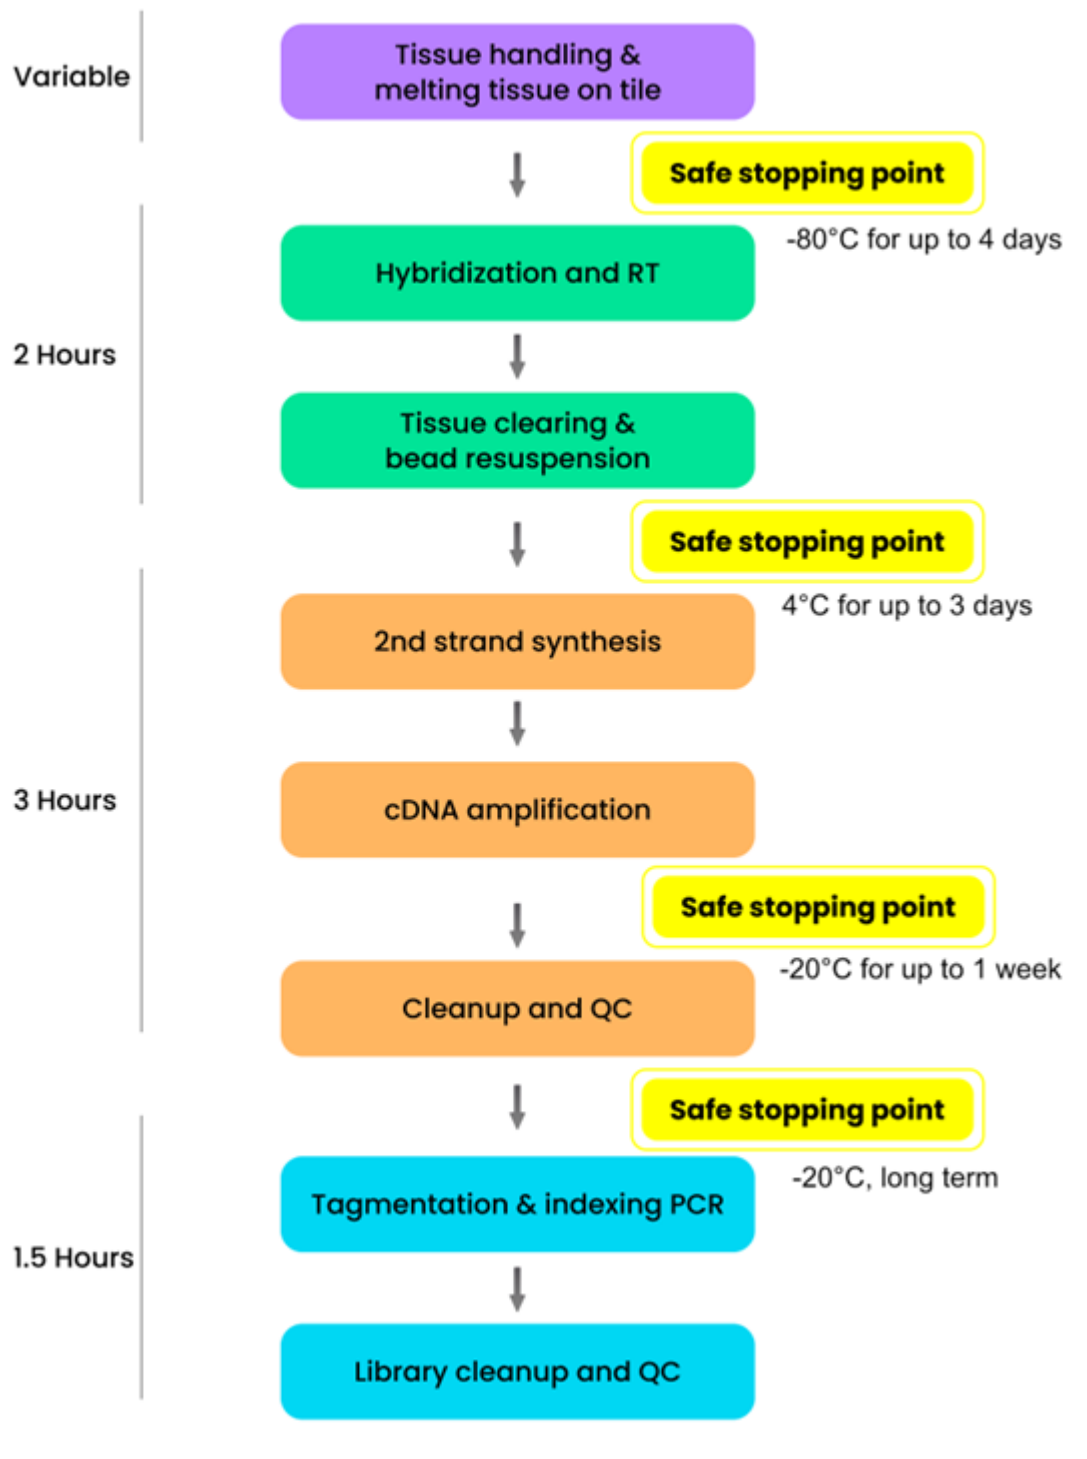 Variable
Tissue handling &
melting tissue on tile
Safe stopping point
-80°C for up to 4 days
Hybridization and RT
2 Hours
Tissue clearing &
bead resuspension
Safe stopping point
4°C for up to 3 days
2nd strand synthesis
3 Hours
cDNA amplification
Safe stopping point
-20°C for up to 1 week
Cleanup and QC
Safe stopping point
-20°C, long term
Tagmentation & indexing PCR
1.5 Hours
Library cleanup and QC